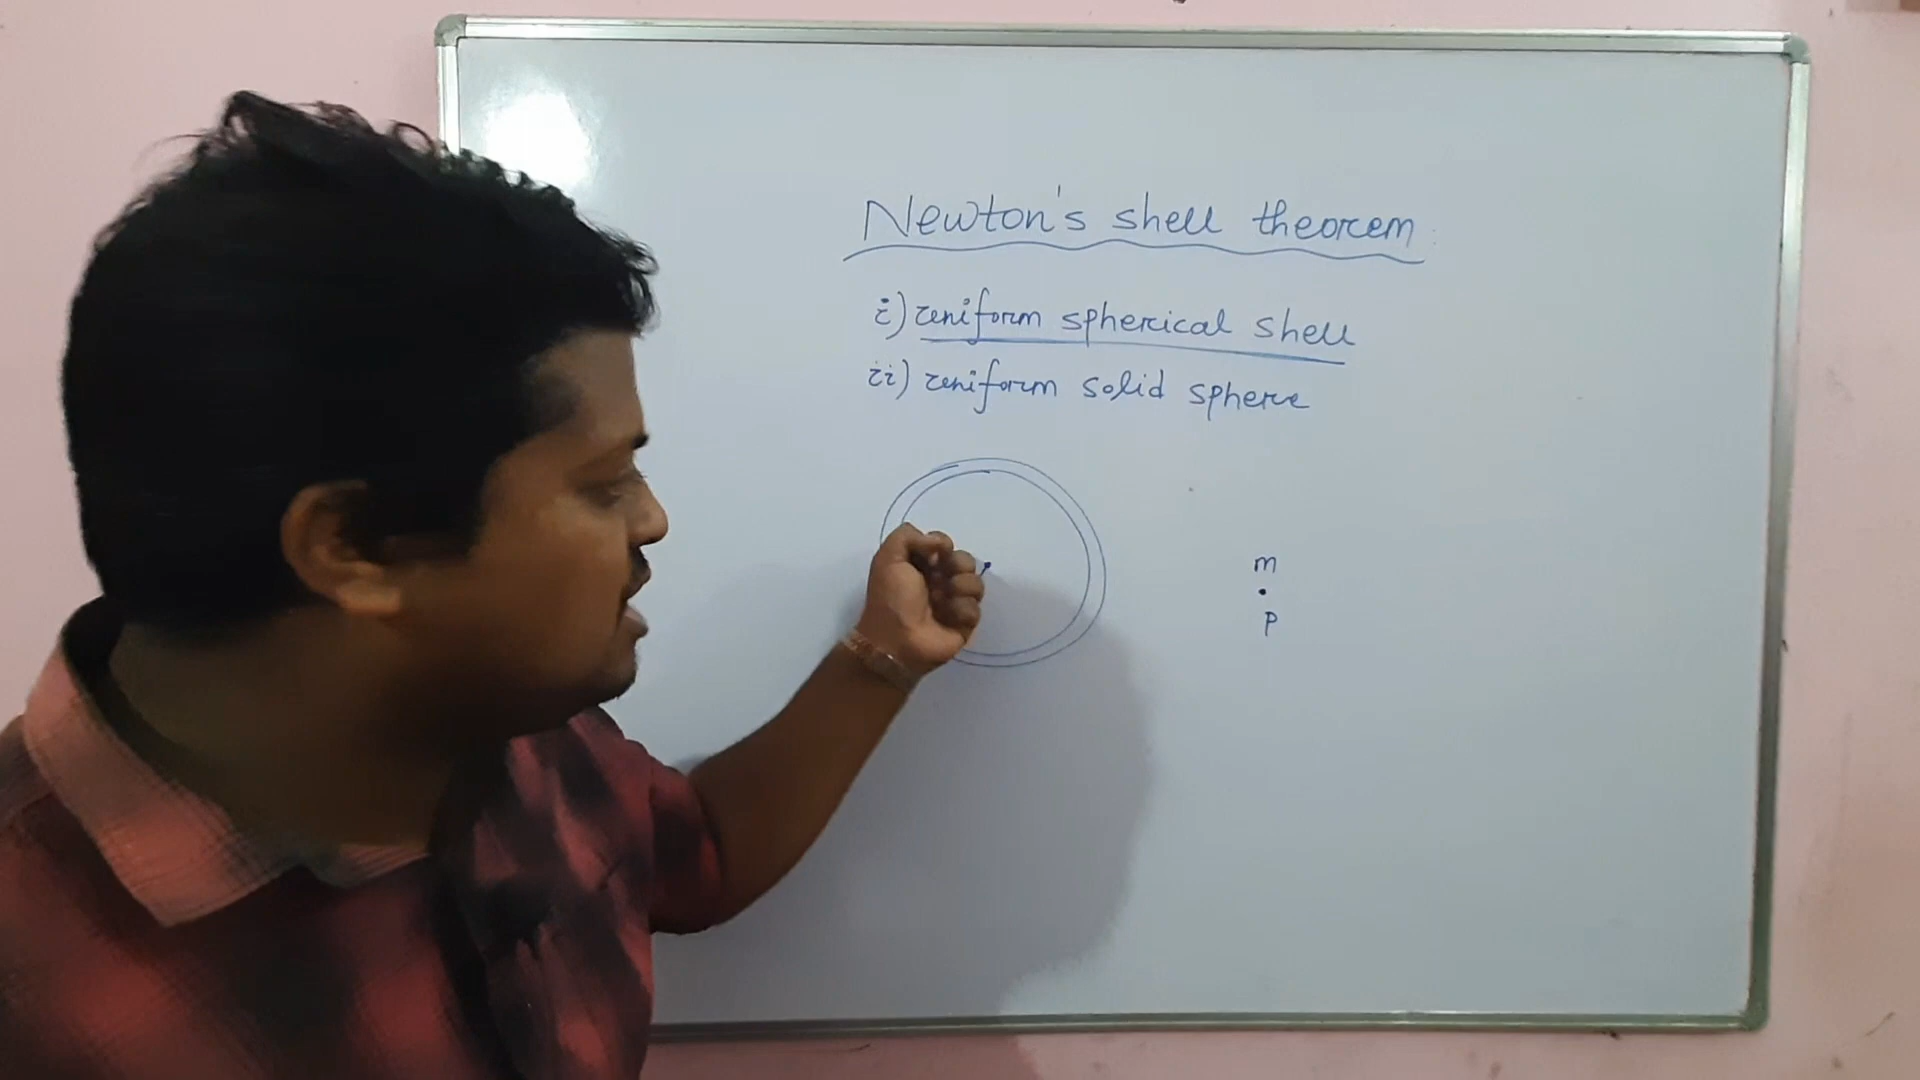 Newton's shell theorem
i) uniform spherical shell
ii) uniform solid sphere
m
P